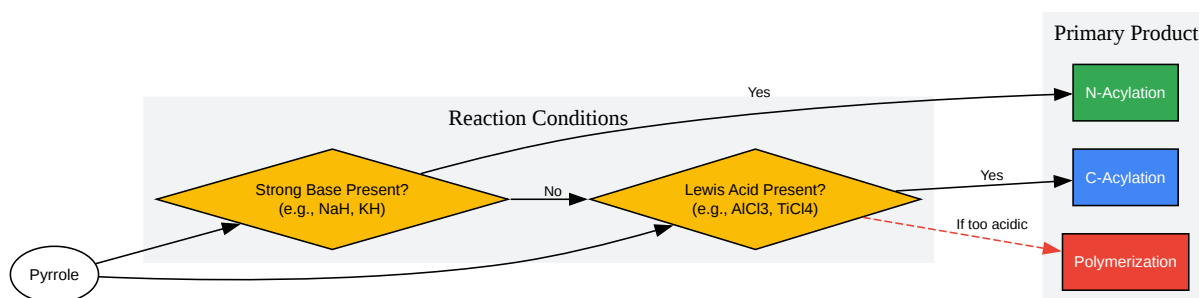 Primary Product
Yes
N-Acylation
Reaction Conditions
Strong Base Present?
(e.g., NaH, KH)
No
Lewis Acid Present?
(e.g., AlCl3, TiCl4)
Yes
C-Acylation
If too acidic
Polymerization
Pyrrole